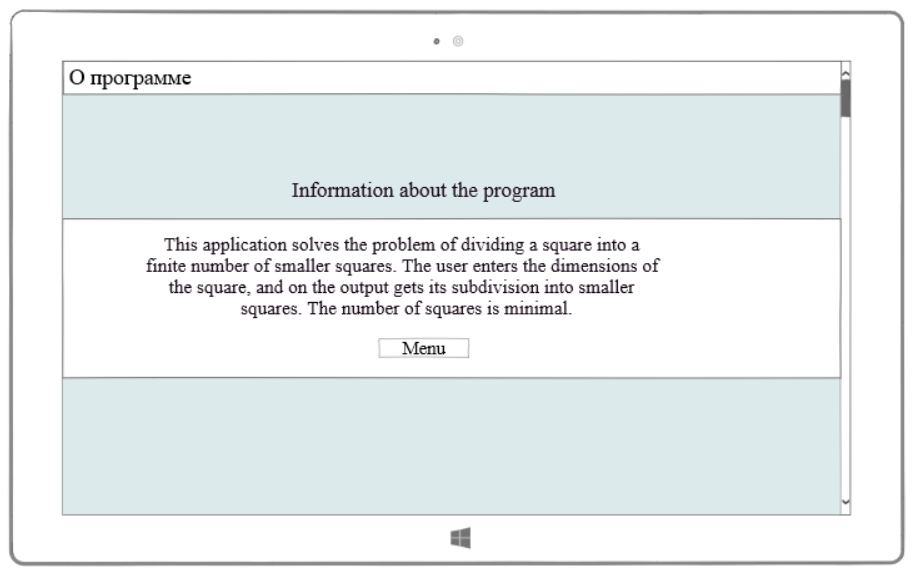 О программе
Information about the program
This application solves the problem of dividing a square into a
finite number of smaller squares. The user enters the dimensions of
the square, and on the output gets its subdivision into smaller
squares. The number of squares is minimal.
Menu